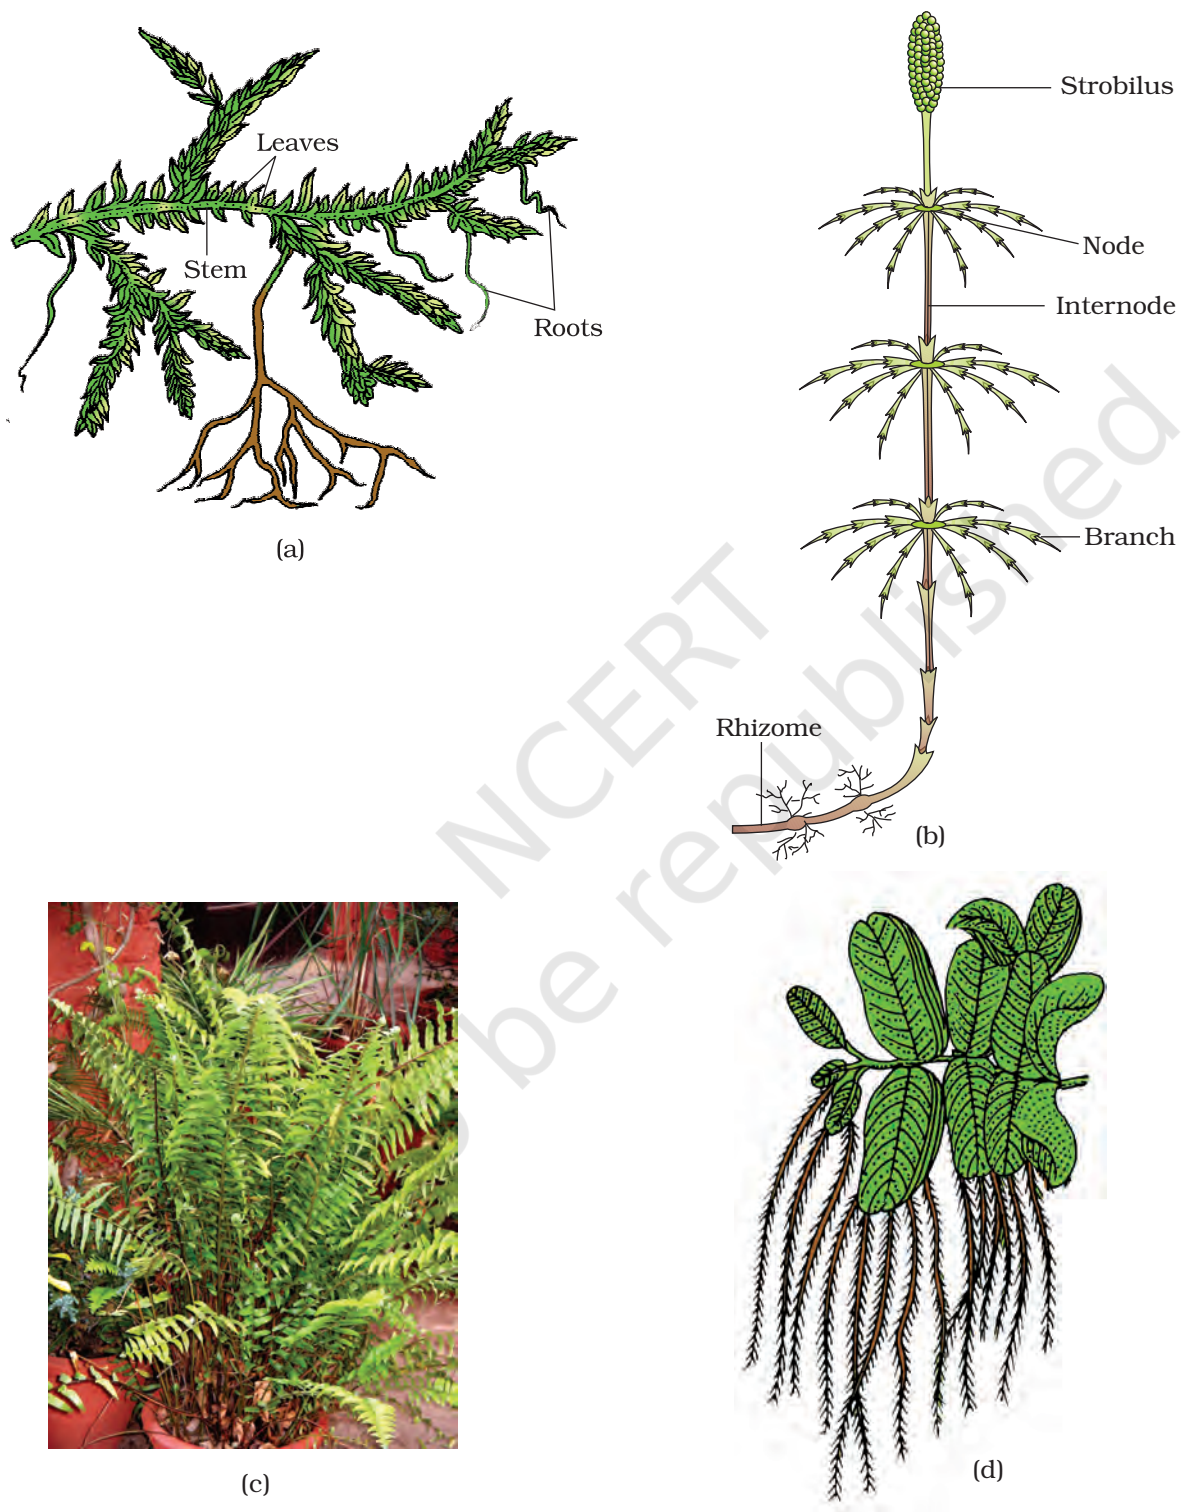 Strobilus
Leaves
Node
Stem
Internode
Roots
Branch
(a)
Rhizome
(b)
(c)
(d)
NCERT
be republished